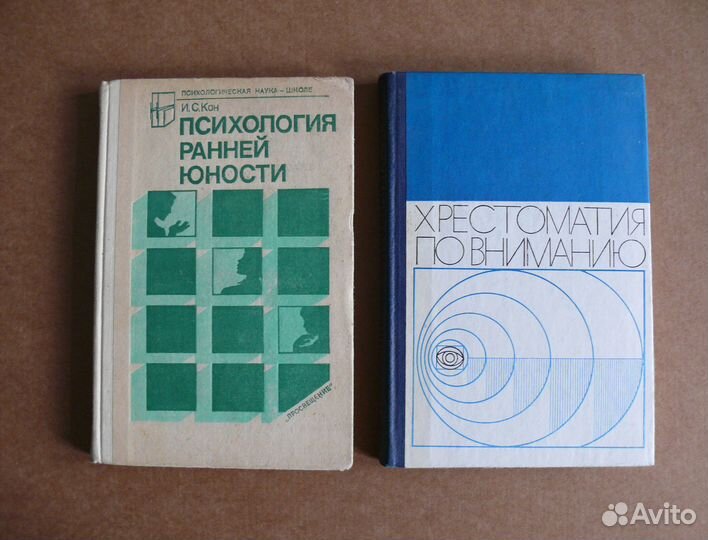 ПСИХОЛОГИЧЕСКАЯ НАУКА – ШКОЛЕ
И.С.Кон
ПСИХОЛОГИЯ
РАННЕЙ
ЮНОСТИ
„ПРОСВЕЩЕНИЕ"
ХРЕСТОМАТИЯ
ПО ВНИМАНИЮ
Avito